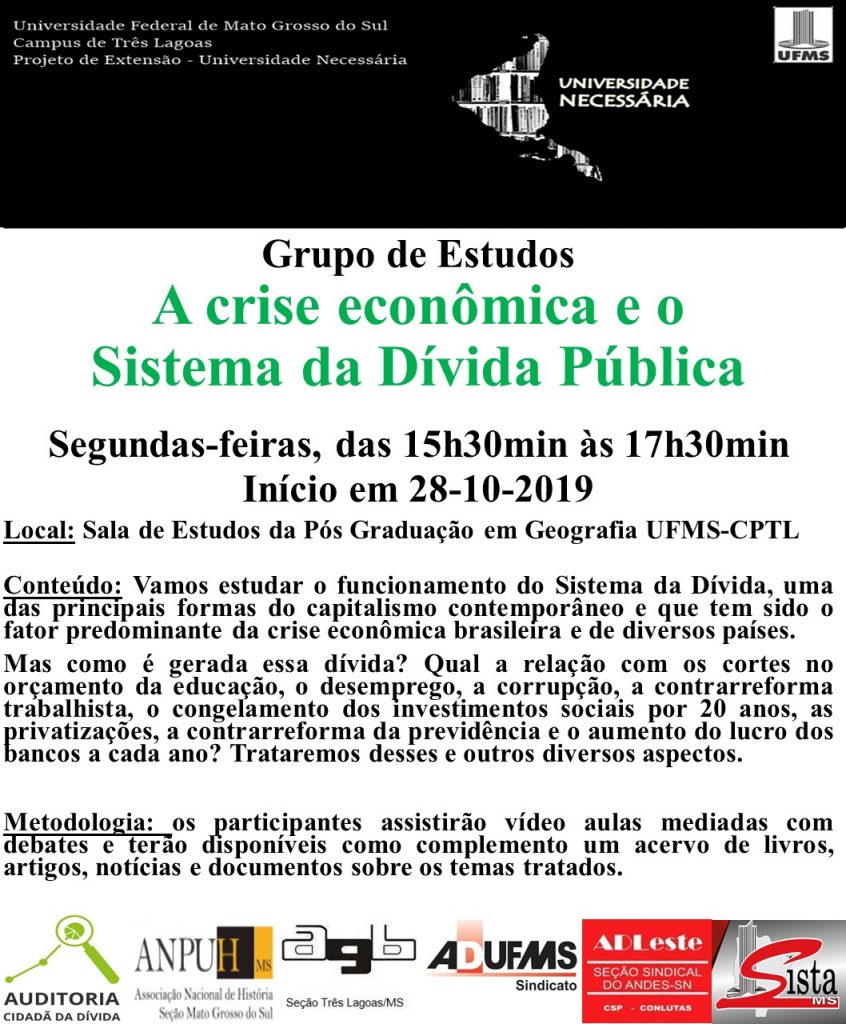 Universidade Federal de Mato Grosso do Sul
Campus de Três Lagoas
Projeto de Extensão - Universidade Necessária
UFMS
UNIVERSIDADE
NECESSÁRIA
Grupo de Estudos
A crise econômica e o
Sistema da Dívida Pública
Segundas-feiras, das 15h30min às 17h30min
Início em 28-10-2019
Local: Sala de Estudos da Pós Graduação em Geografia UFMS-CPTL
Conteúdo: Vamos estudar o funcionamento do Sistema da Dívida, uma
das principais formas do capitalismo contemporâneo e que tem sido o
fator predominante da crise econômica brasileira e de diversos países.
Mas como é gerada essa dívida? Qual a relação com os cortes no
orçamento da educação, o desemprego, a corrupção, a contrarreforma
trabalhista, o congelamento dos investimentos sociais por 20 anos, as
privatizações, a contrarreforma da previdência e o aumento do lucro dos
bancos a cada ano? Trataremos desses e outros diversos aspectos.
Metodologia: os participantes assistirão vídeo aulas mediadas com
debates e terão disponíveis como complemento um acervo de livros,
artigos, notícias e documentos sobre os temas tratados.
AUDITORIA
CIDADÃ DA DÍVIDA
ANPUH MS
Associação Nacional de História
Seção Mato Grosso do Sul
agb
Seção Três Lagoas/MS
ADUFMS
Sindicato
ADLeste
SEÇÃO SINDICAL
DO ANDES-SN
CSP - CONLUTAS
Sista
MS